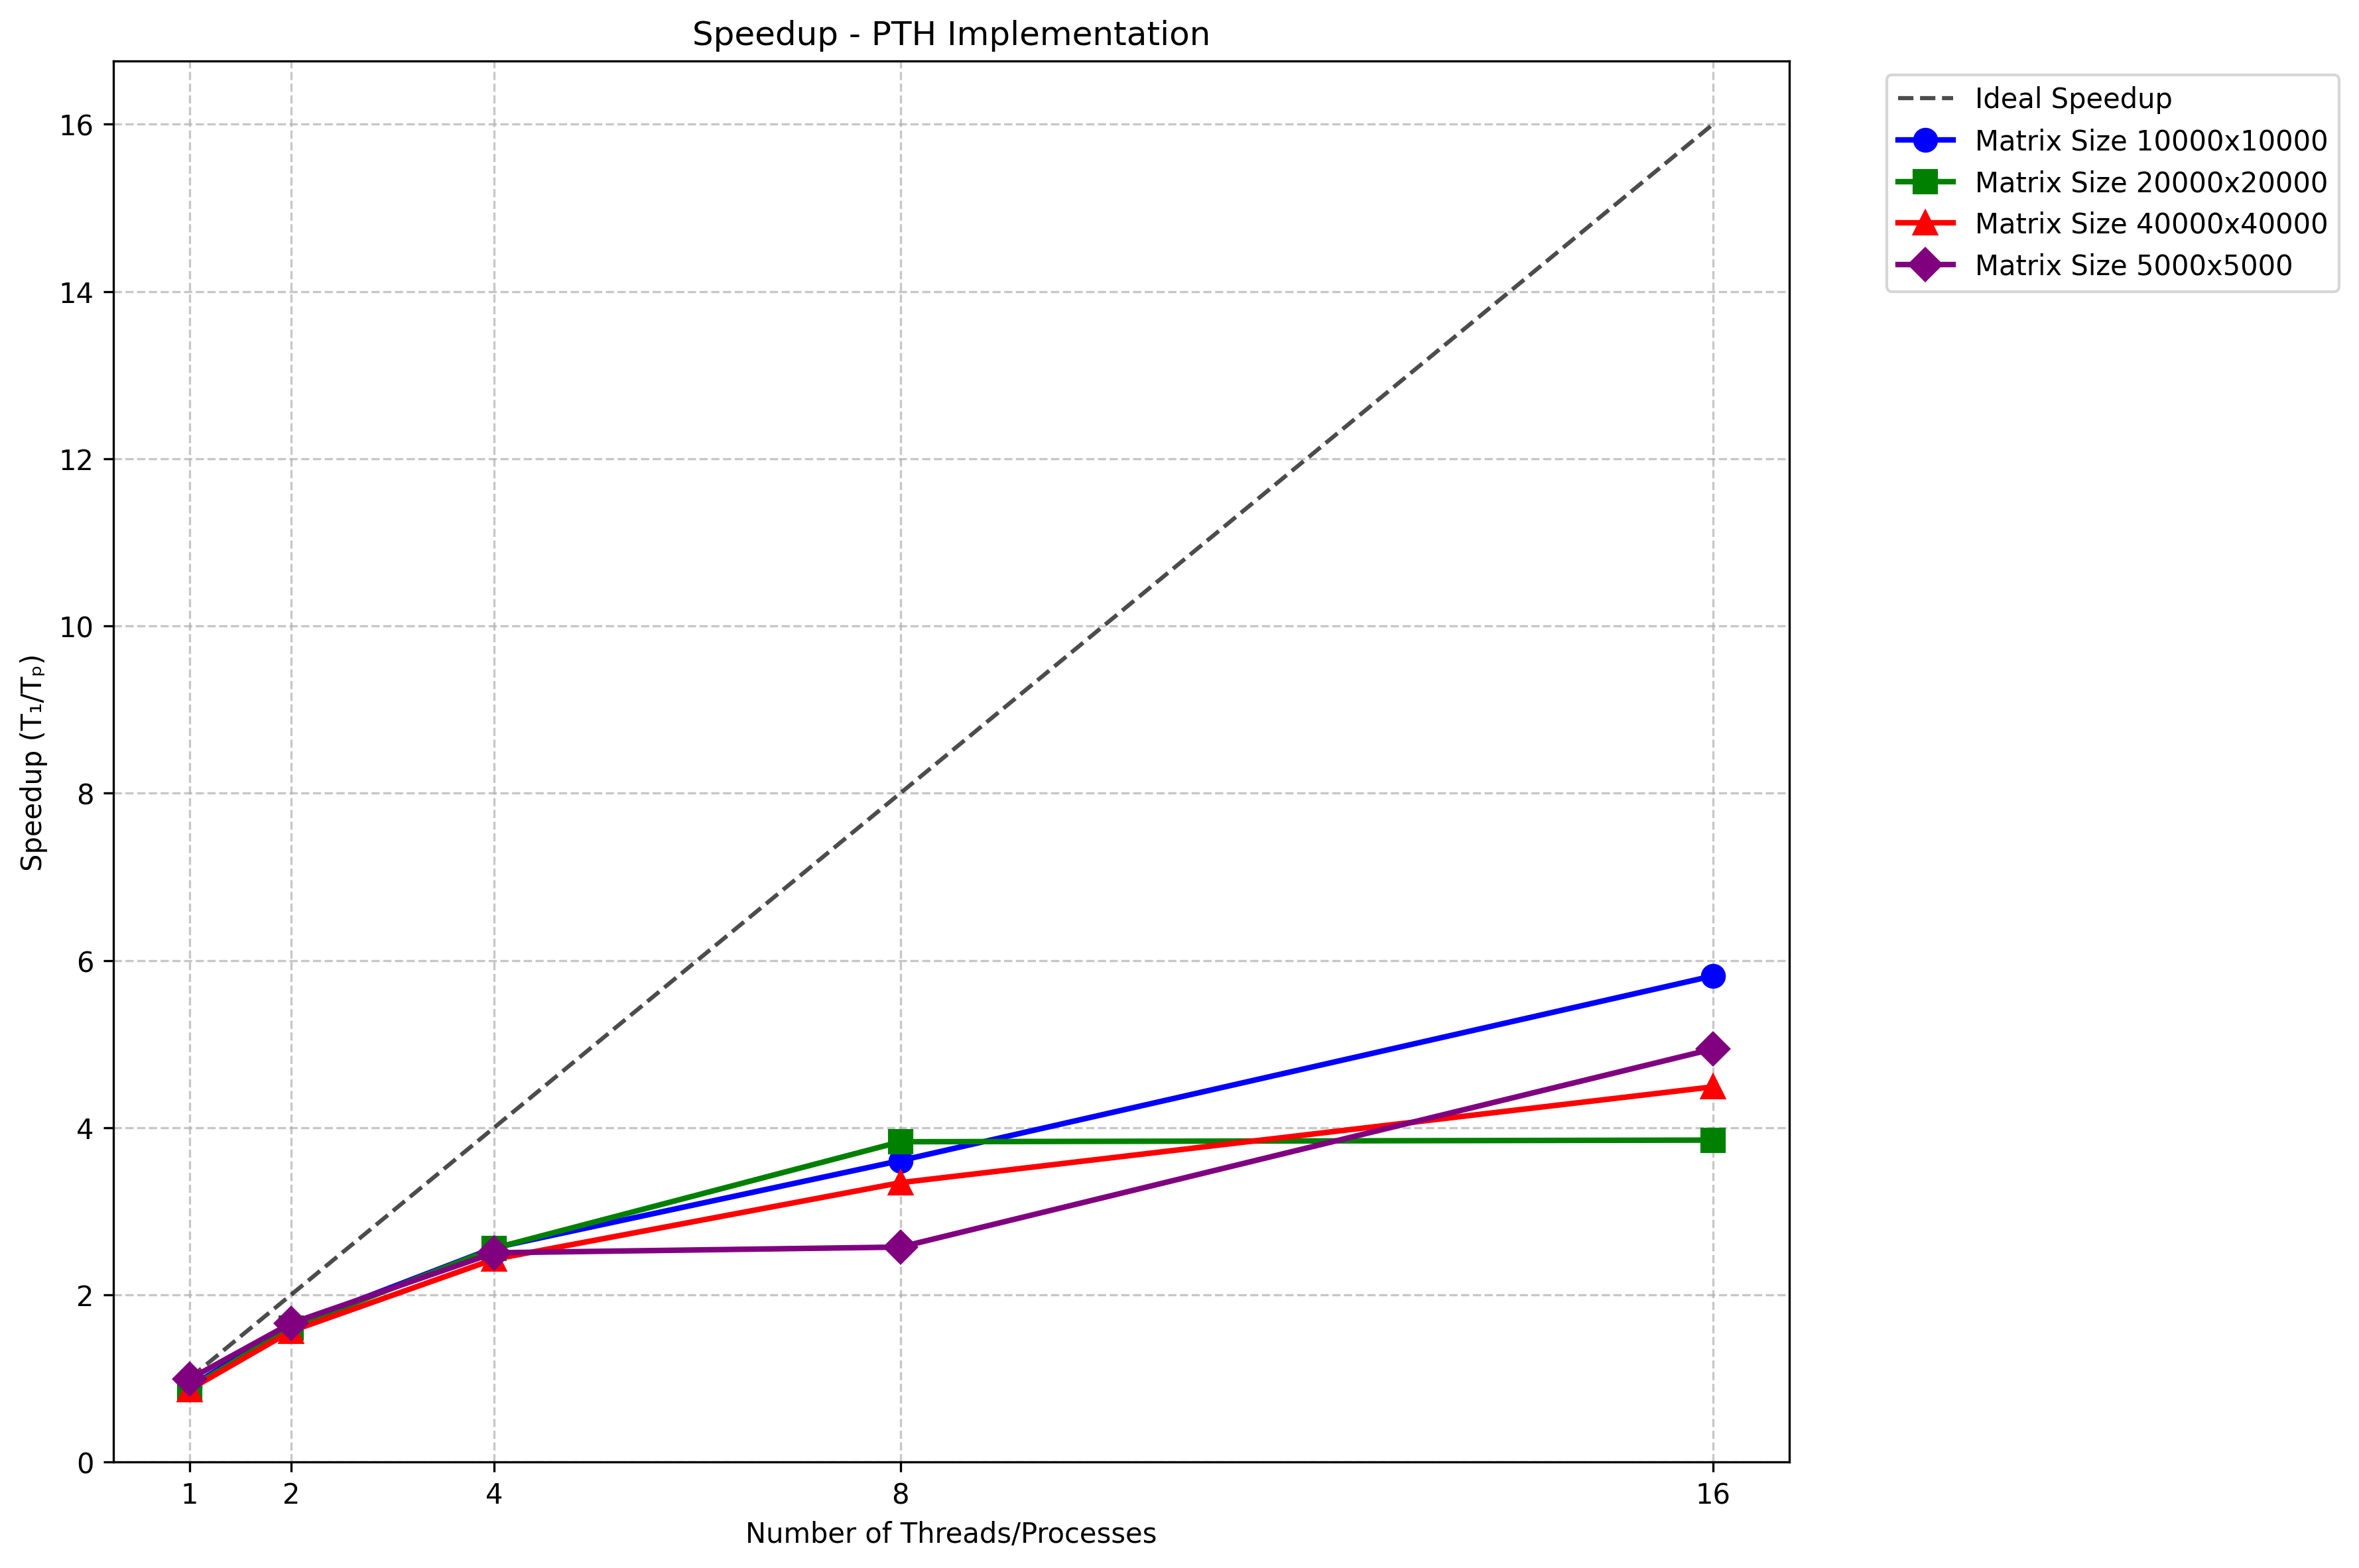 Speedup - PTH Implementation
Ideal Speedup
Matrix Size 10000x10000
Matrix Size 20000x20000
Matrix Size 40000x40000
Matrix Size 5000x5000
Speedup (T₁/Tₚ)
16
14
12
10
8
6
4
2
0
1 2 4 8 16
Number of Threads/Processes